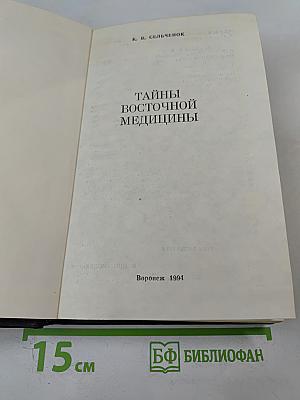 К. В. СЕЛЬЧЕНОК
ТАЙНЫ
ВОСТОЧНОЙ
МЕДИЦИНЫ
Воронеж 1994
15 см
БФ БИБЛИОФАН